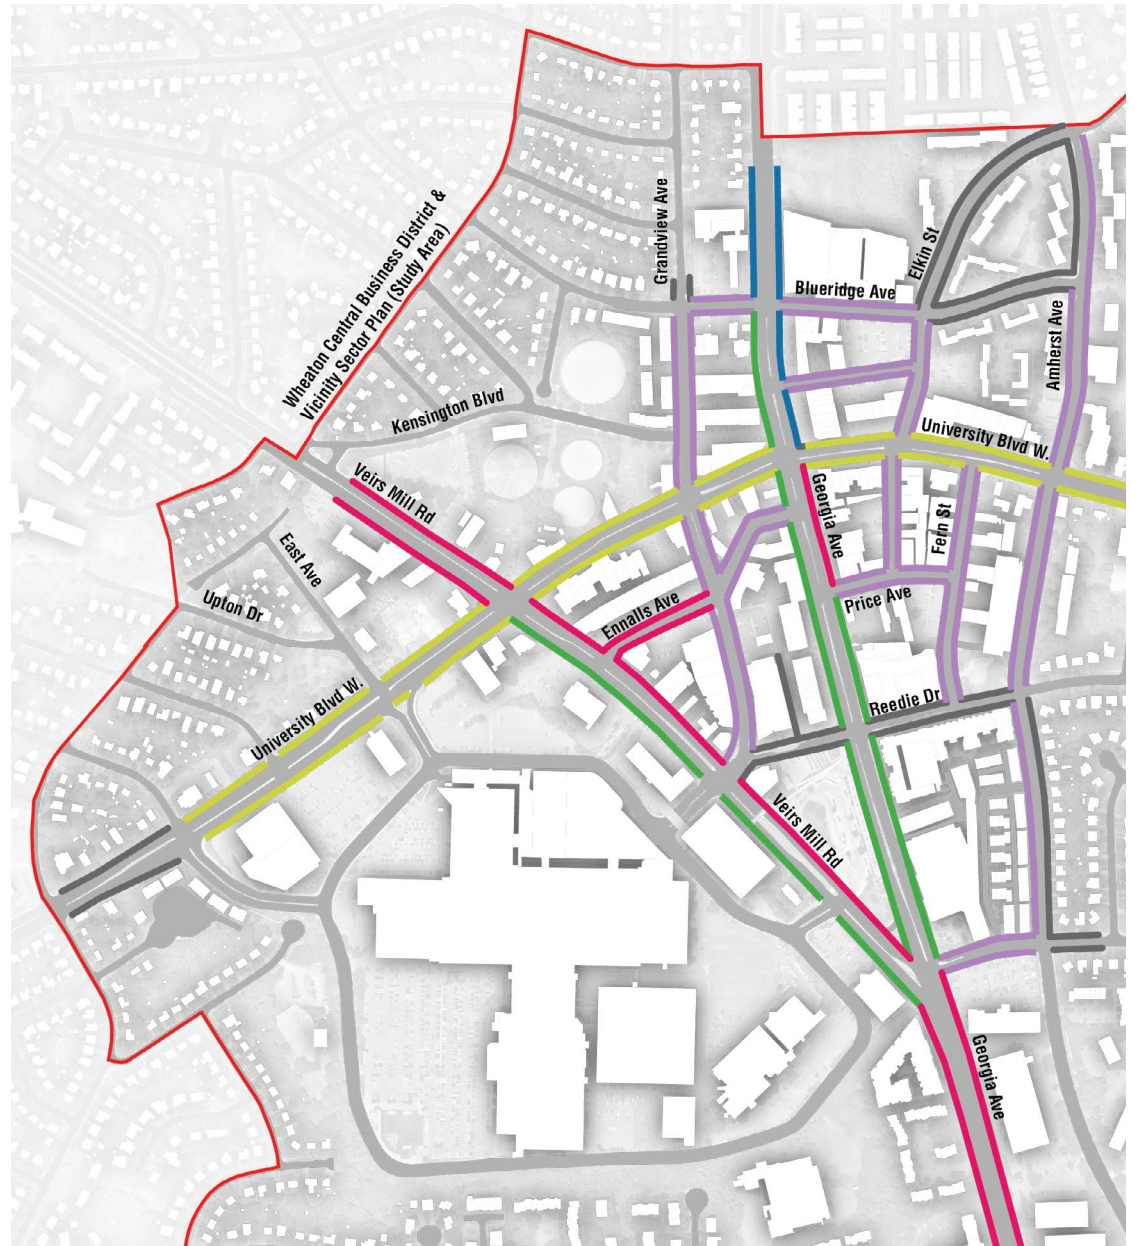 Wheaton Central Business District &
Vicinity Sector Plan (Study Area)
Grandview Ave
Elkin St
Blueridge Ave
Amherst Ave
Kensington Blvd
University Blvd W.
Veirs Mill Rd
Georgia Ave
Fern St
East Ave
Upton Dr
Ennalls Ave
Price Ave
University Blvd W.
Reedie Dr
Veirs Mill Rd
Georgia Ave